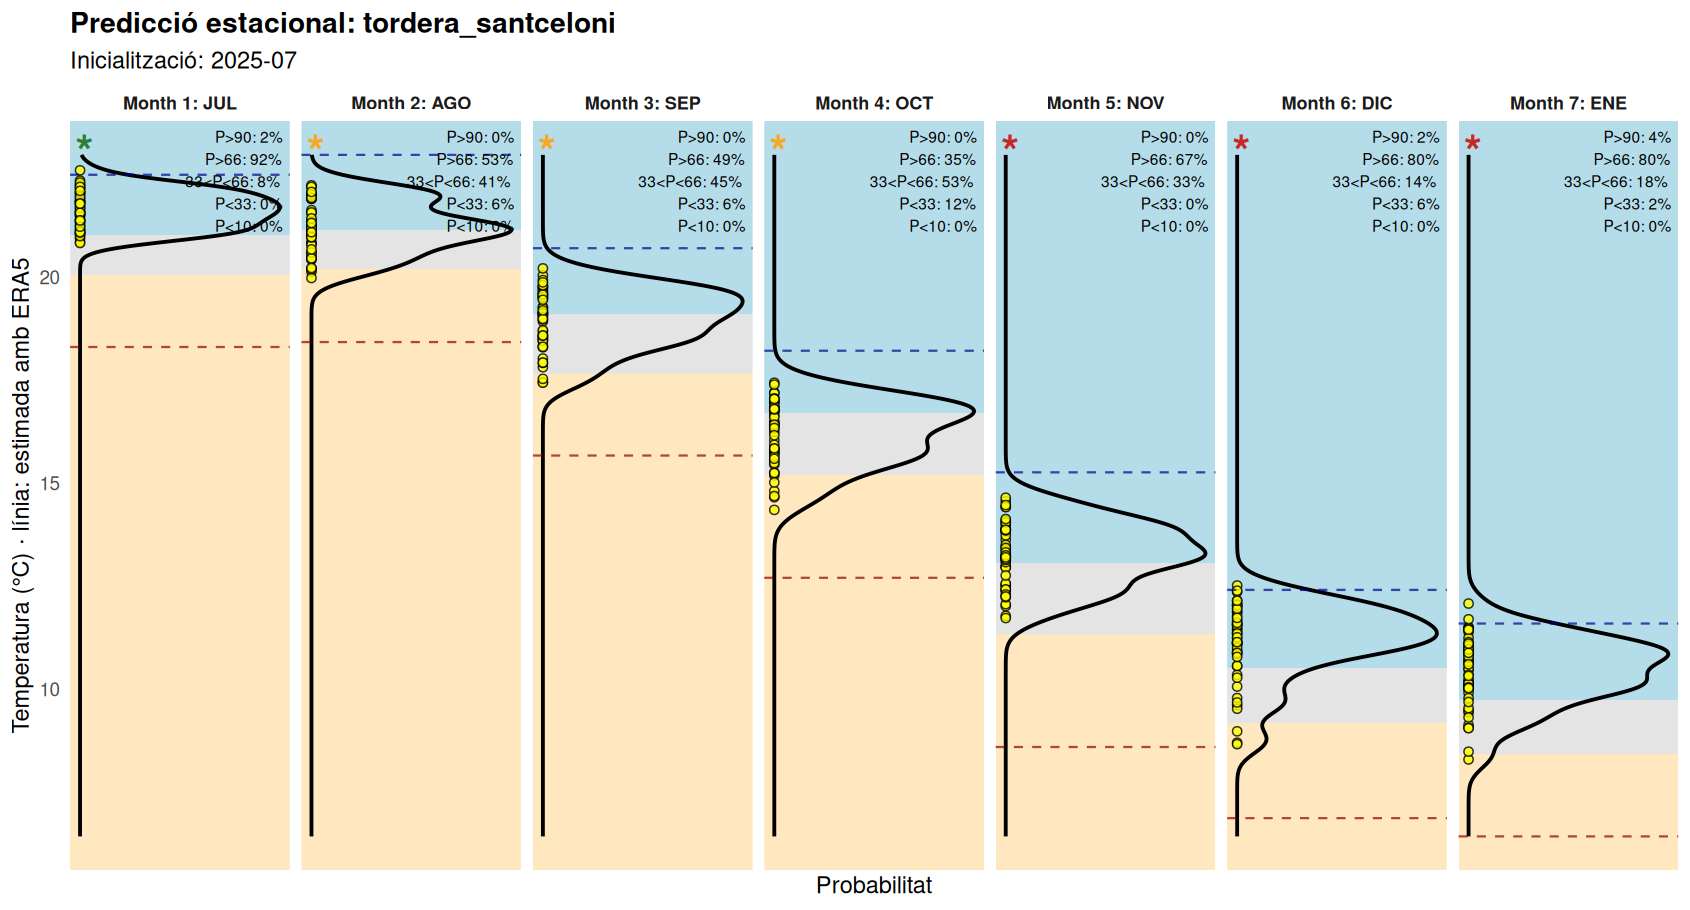 Predicció estacional: tordera_santceloni
Inicialització: 2025-07
Month 1: JUL
Month 2: AGO
Month 3: SEP
Month 4: OCT
Month 5: NOV
Month 6: DIC
Month 7: ENE
*
P>90: 2%
P>66: 92%
33<P<66: 8%
P<33: 0%
P<10: 0%
*
P>90: 0%
P>66: 53%
33<P<66: 41%
P<33: 6%
P<10: 0%
*
P>90: 0%
P>66: 49%
33<P<66: 45%
P<33: 6%
P<10: 0%
*
P>90: 0%
P>66: 35%
33<P<66: 53%
P<33: 12%
P<10: 0%
*
P>90: 0%
P>66: 67%
33<P<66: 33%
P<33: 0%
P<10: 0%
*
P>90: 2%
P>66: 80%
33<P<66: 14%
P<33: 6%
P<10: 0%
*
P>90: 4%
P>66: 80%
33<P<66: 18%
P<33: 2%
P<10: 0%
20
15
10
Temperatura (°C) · línia: estimada amb ERA5
Probabilitat